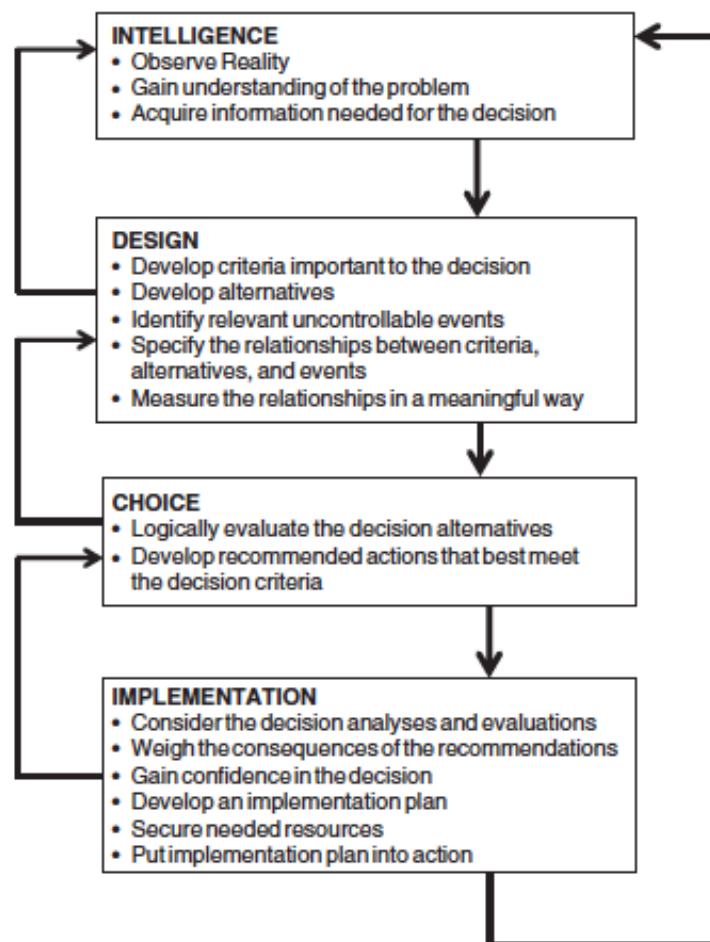 INTELLIGENCE
• Observe Reality
• Gain understanding of the problem
• Acquire information needed for the decision
DESIGN
• Develop criteria important to the decision
• Develop alternatives
• Identify relevant uncontrollable events
• Specify the relationships between criteria,
alternatives, and events
• Measure the relationships in a meaningful way
CHOICE
• Logically evaluate the decision alternatives
• Develop recommended actions that best meet
the decision criteria
IMPLEMENTATION
• Consider the decision analyses and evaluations
• Weigh the consequences of the recommendations
• Gain confidence in the decision
• Develop an implementation plan
• Secure needed resources
• Put implementation plan into action